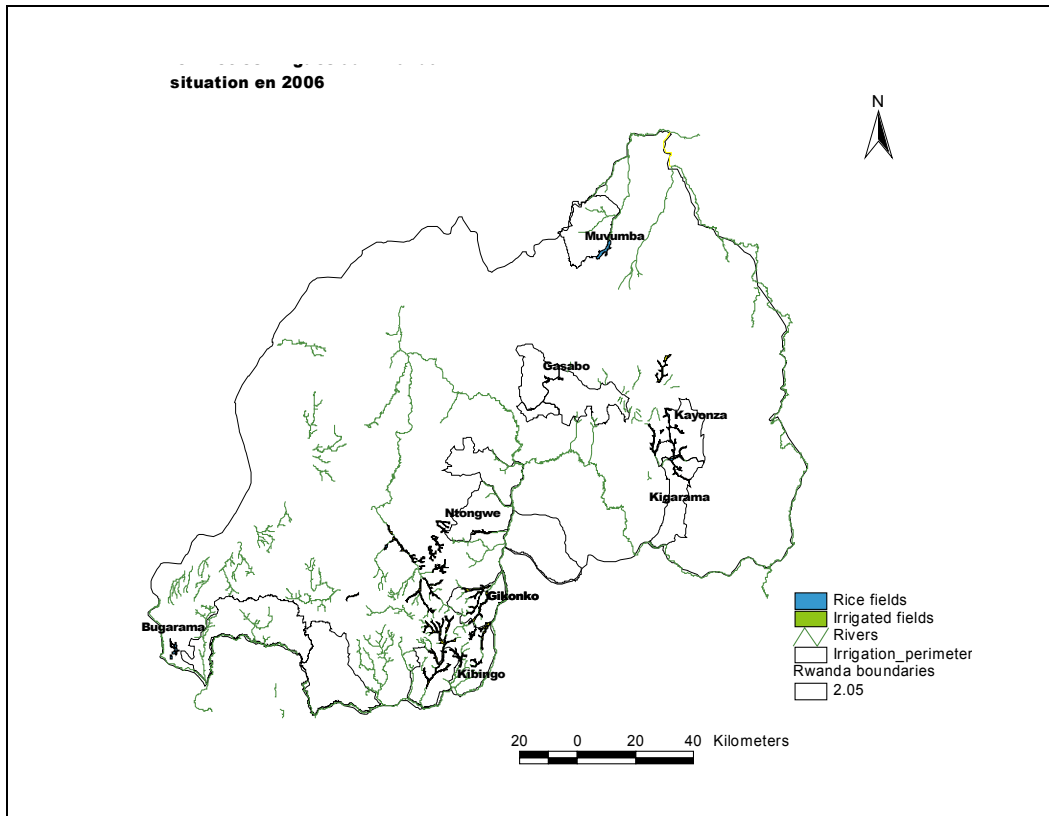 situation en 2006
N
Muvumba
Gasabo
Kayonza
Kigarama
Ntongwe
Gikonko
Bugarama
Kibingo
Rice fields
Irrigated fields
Rivers
Irrigation_perimeter
Rwanda boundaries
2.05
20 0 20 40 Kilometers